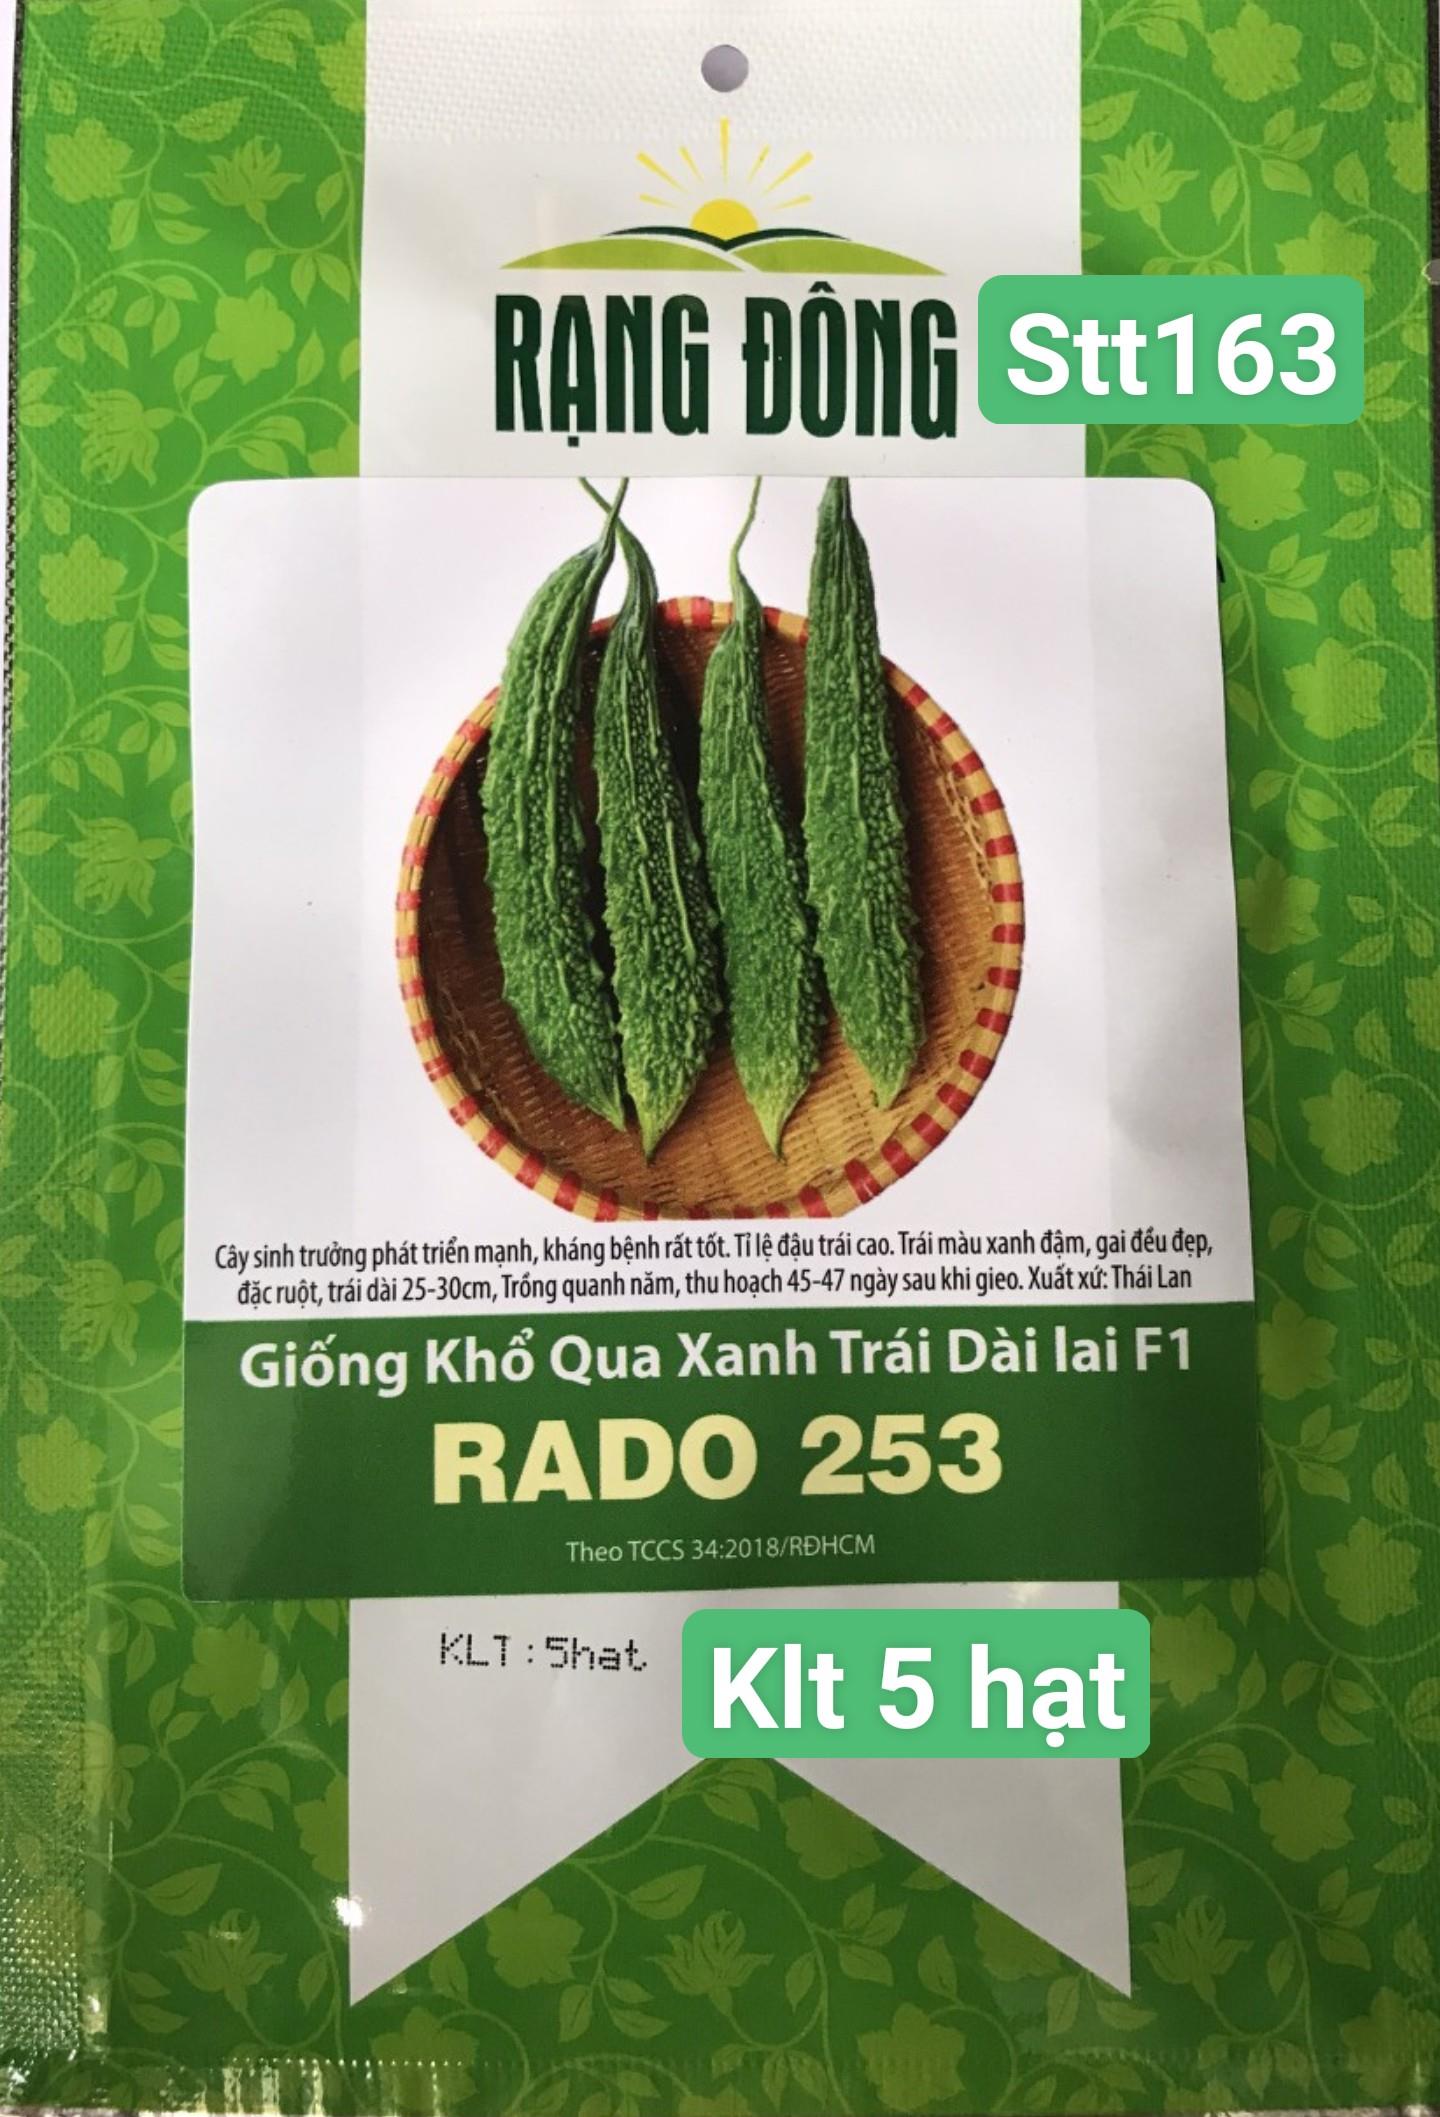 RẠNG ĐÔNG
Stt163
Cây sinh trưởng phát triển mạnh, kháng bệnh rất tốt. Tỉ lệ đậu trái cao. Trái màu xanh đậm, gai đều đẹp,
đặc ruột, trái dài 25-30cm, Trồng quanh năm, thu hoạch 45-47 ngày sau khi gieo. Xuất xứ: Thái Lan
Giống Khổ Qua Xanh Trái Dài lai F1
RADO 253
Theo TCCS 34:2018/RĐHCM
KLT : 5hat
Klt 5 hạt